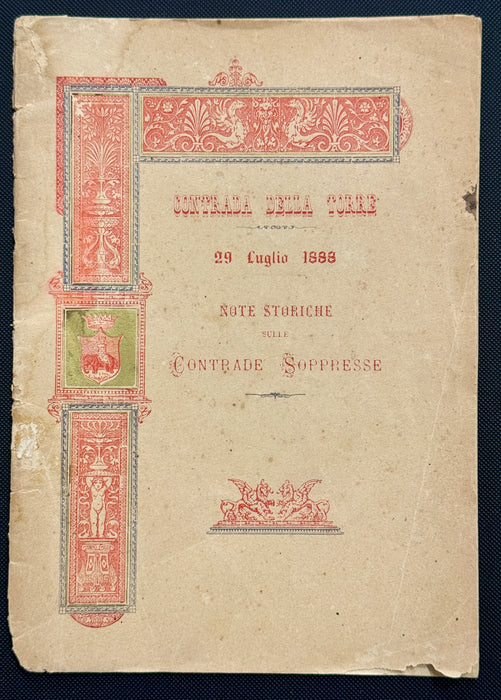 CONTRADA DELLA TORRE
29 Luglio 1888
NOTE STORICHE
SULLE
CONTRADE SOPPRESSE